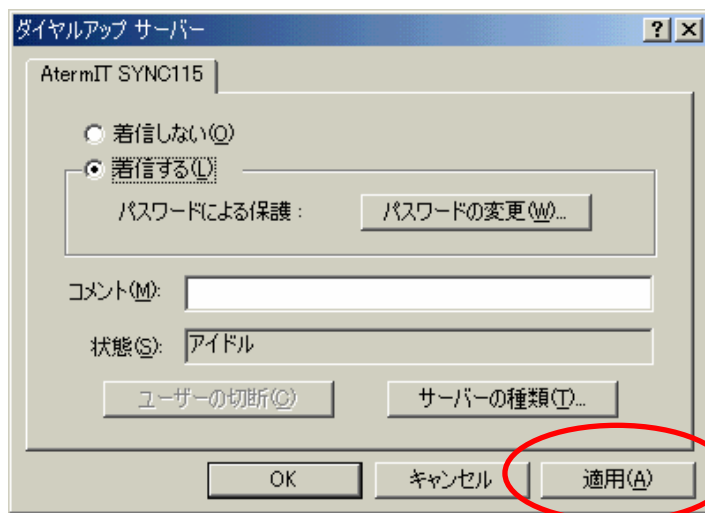 ダイヤルアップ サーバー
AtermIT SYNC115
着信しない(O)
着信する(L)
パスワードによる保護： パスワードの変更(W)...
コメント(M):
状態(S): アイドル
ユーザーの切断(C) サーバーの種類(T)...
OK キャンセル 適用(A)